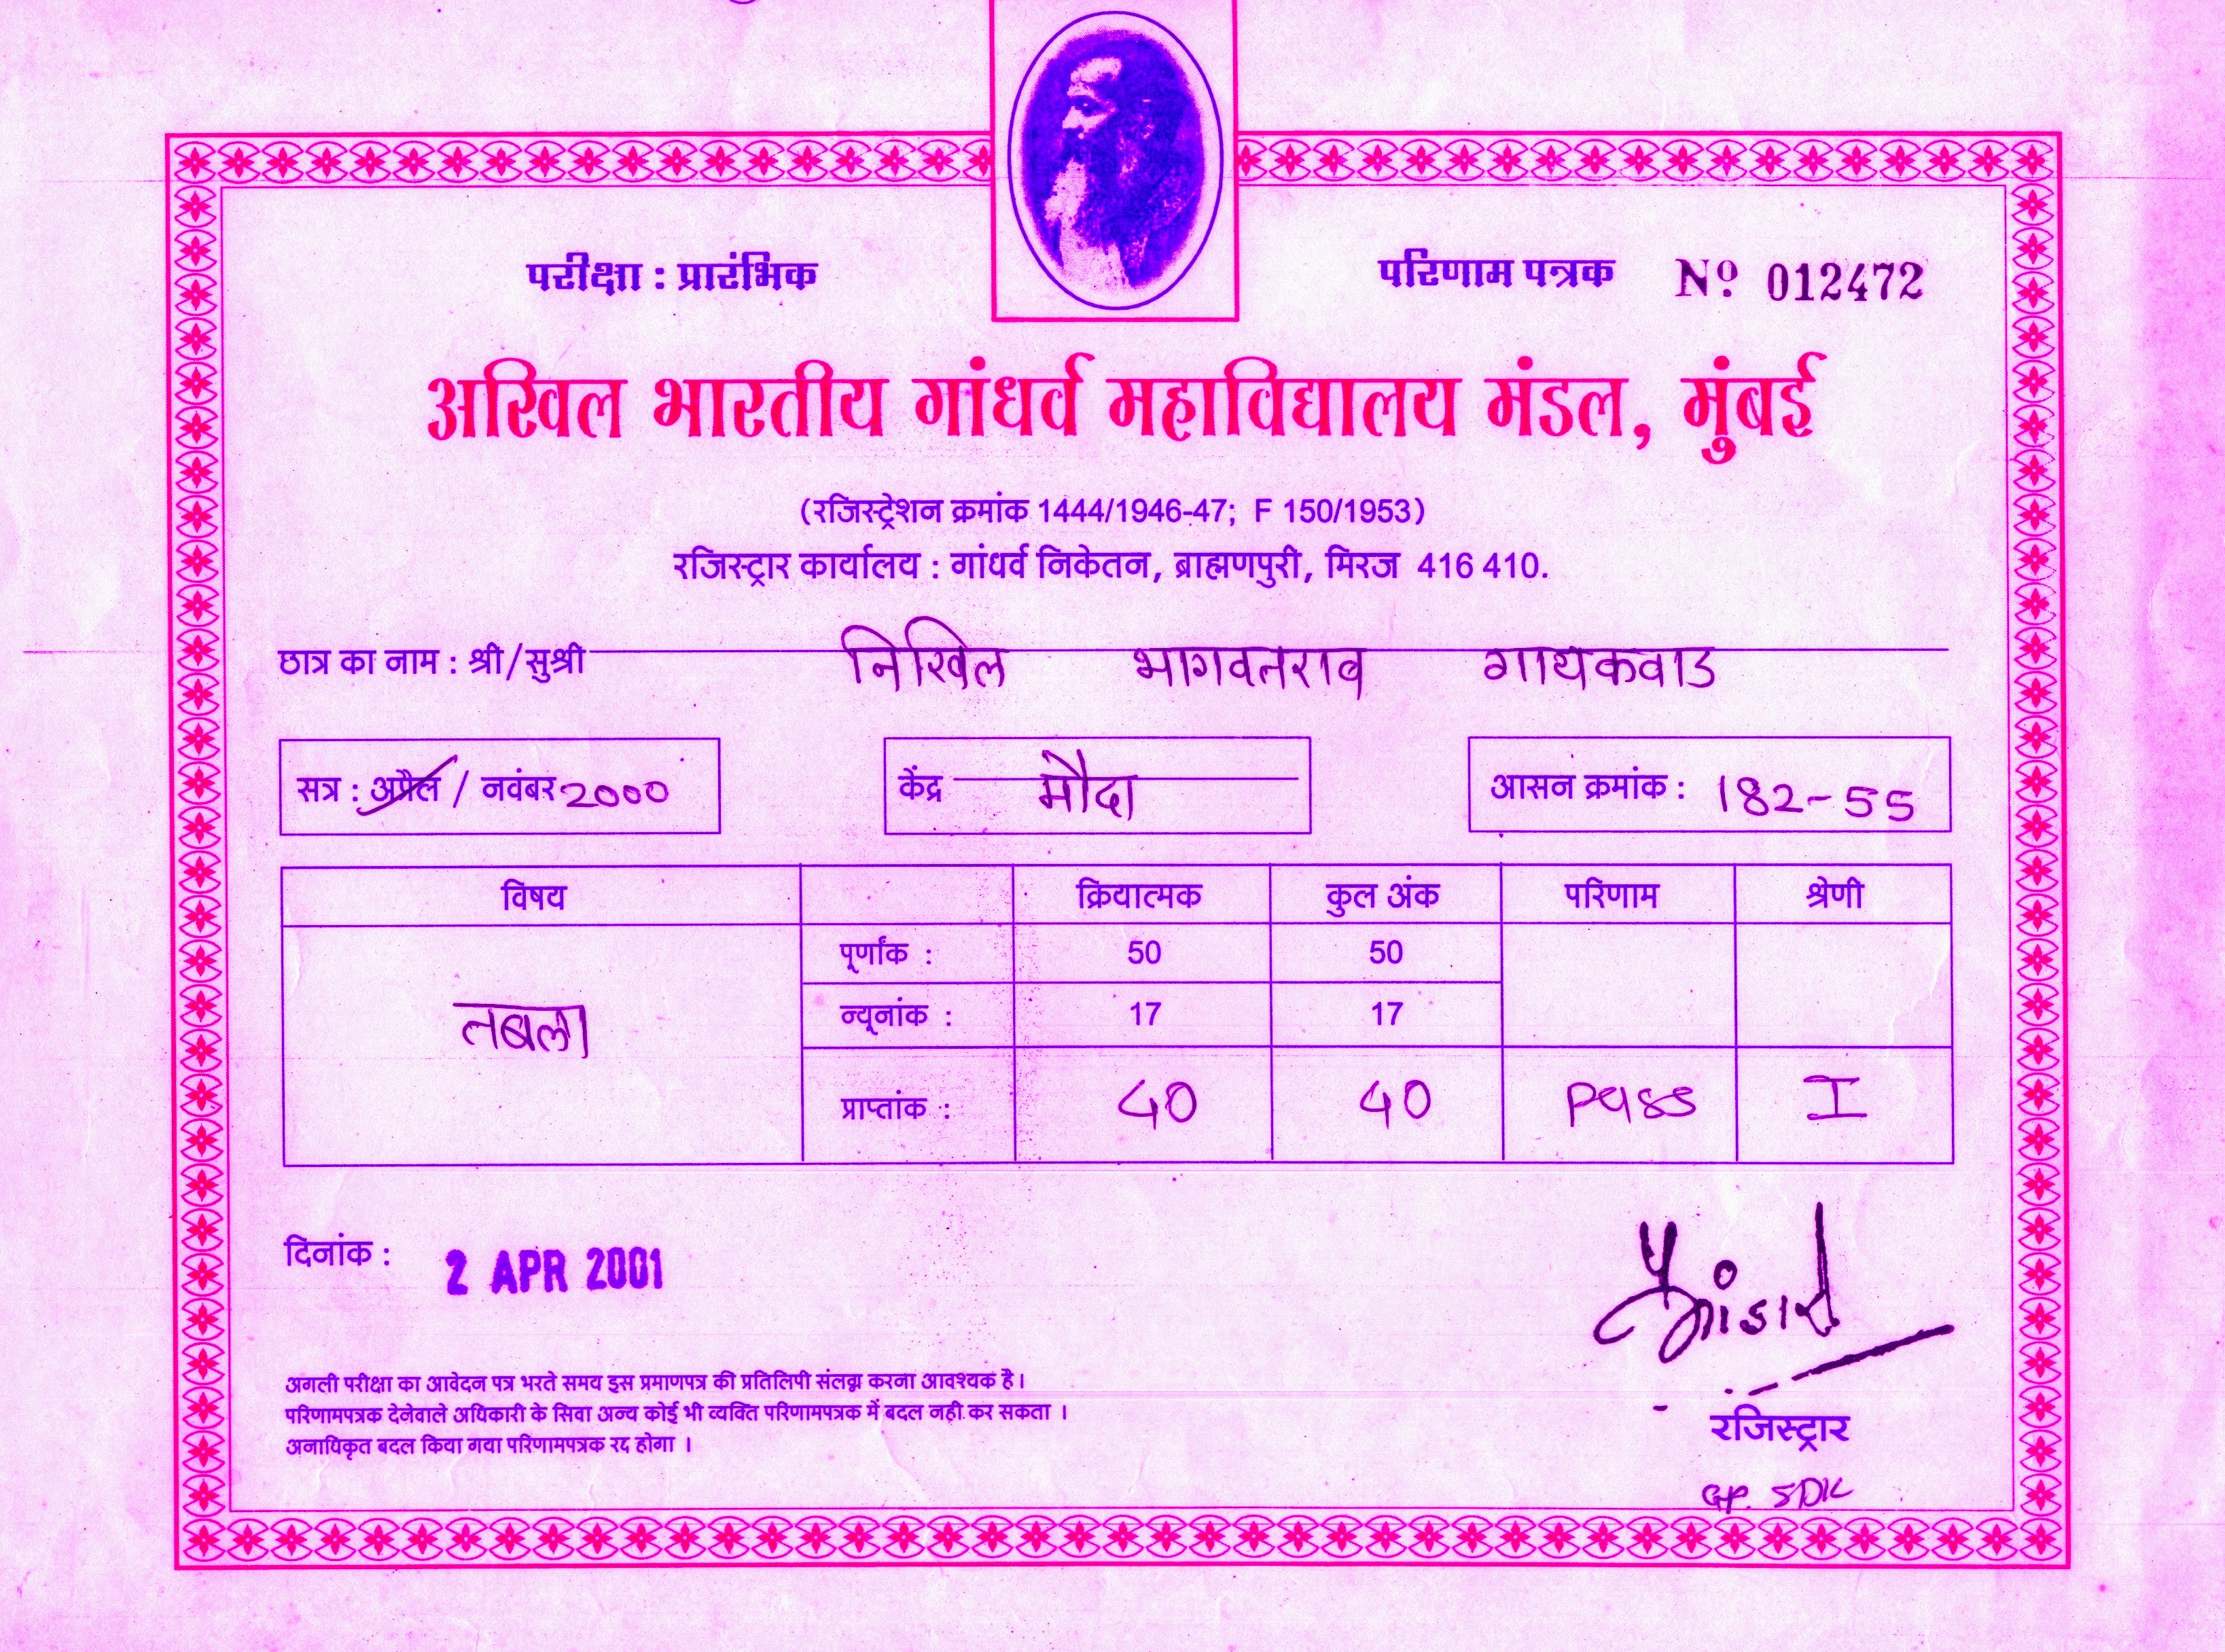 परीक्षा : प्रारंभिक
परिणाम पत्रक Nº 012472
अखिल भारतीय गांधर्व महाविद्यालय मंडल, मुंबई
(रजिस्ट्रेशन क्रमांक 1444/1946-47; F 150/1953)
रजिस्ट्रार कार्यालय : गांधर्व निकेतन, ब्राह्मणपुरी, मिरज 416 410.
छात्र का नाम : श्री/सुश्री निखिल भागवतराव गायकवाड
सत्र : अप्रैल / नवंबर 2000
केंद्र मौदा
आसन क्रमांक : 182-55
विषय क्रियात्मक कुल अंक परिणाम श्रेणी
पूर्णांक : 50 50
न्यूनांक : 17 17
तबला
प्राप्तांक : 40 40 Pass I
दिनांक : 2 APR 2001
अगली परीक्षा का आवेदन पत्र भरते समय इस प्रमाणपत्र की प्रतिलिपी संलग्न करना आवश्यक है।
परिणामपत्रक देनेवाले अधिकारी के सिवा अन्य कोई भी व्यक्ति परिणामपत्रक में बदल नही कर सकता ।
अनाधिकृत बदल किया गया परिणामपत्रक रद्द होगा ।
रजिस्ट्रार